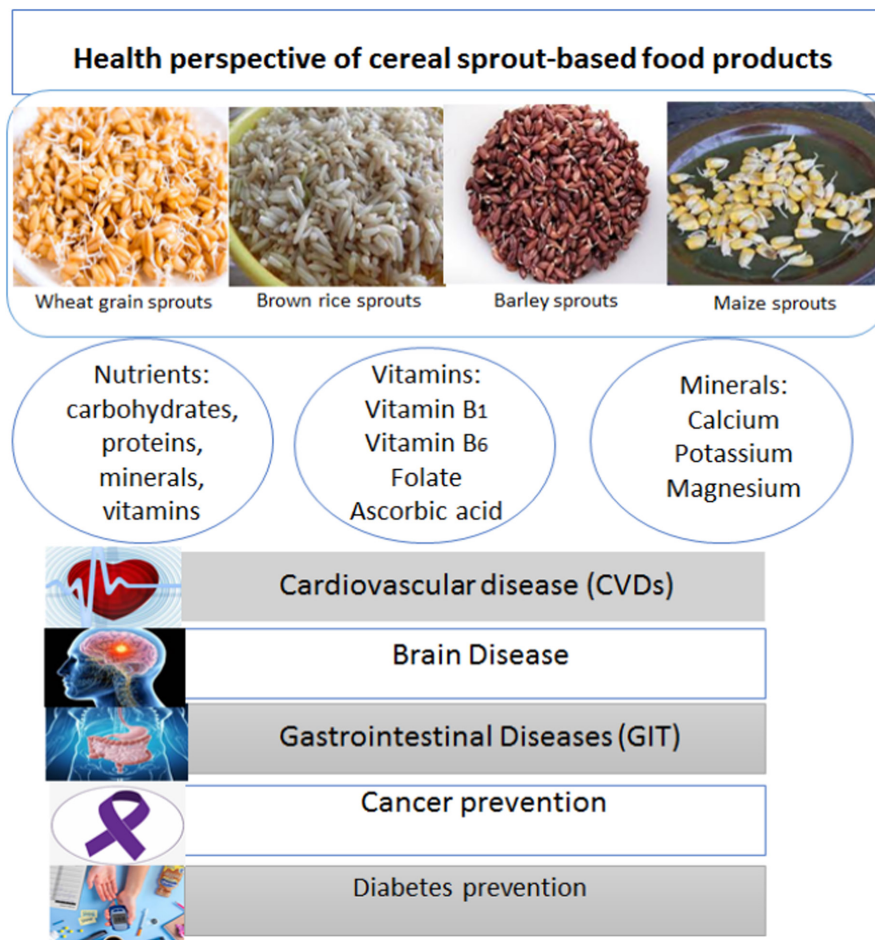 Health perspective of cereal sprout-based food products
Wheat grain sprouts
Brown rice sprouts
Barley sprouts
Maize sprouts
Nutrients:
carbohydrates,
proteins,
minerals,
vitamins
Vitamins:
Vitamin B1
Vitamin B6
Folate
Ascorbic acid
Minerals:
Calcium
Potassium
Magnesium
Cardiovascular disease (CVDs)
Brain Disease
Gastrointestinal Diseases (GIT)
Cancer prevention
Diabetes prevention